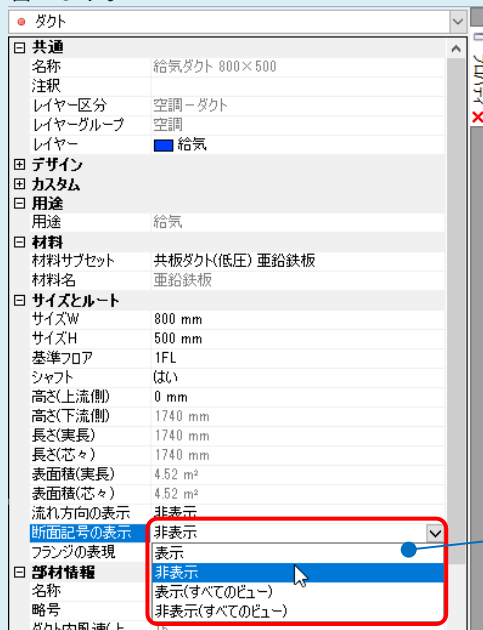 ダクト
共通
名称 給気ダクト 800×500
注釈
レイヤー区分 空調-ダクト
レイヤーグループ 空調
レイヤー 給気
デザイン
カスタム
用途
用途 給気
材料
材料サブセット 共板ダクト(低圧) 亜鉛鉄板
材料名 亜鉛鉄板
サイズとルート
サイズW 800 mm
サイズH 500 mm
基準フロア 1FL
シャフト はい
高さ(上流側) 0 mm
高さ(下流側) 1740 mm
長さ(実長) 1740 mm
長さ(芯々) 1740 mm
表面積(実長) 4.52 m²
表面積(芯々) 4.52 m²
流れ方向の表示 非表示
断面記号の表示 非表示
フランジの表現 表示
非表示
表示(すべてのビュー)
非表示(すべてのビュー)
部材情報
名称
略号
プロパティ